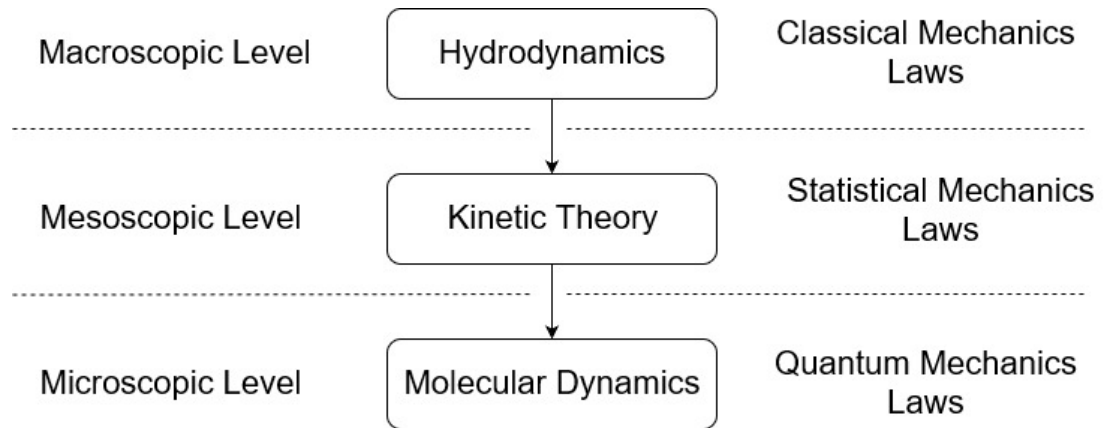 Macroscopic Level
Hydrodynamics
Classical Mechanics
Laws
Mesoscopic Level
Kinetic Theory
Statistical Mechanics
Laws
Microscopic Level
Molecular Dynamics
Quantum Mechanics
Laws